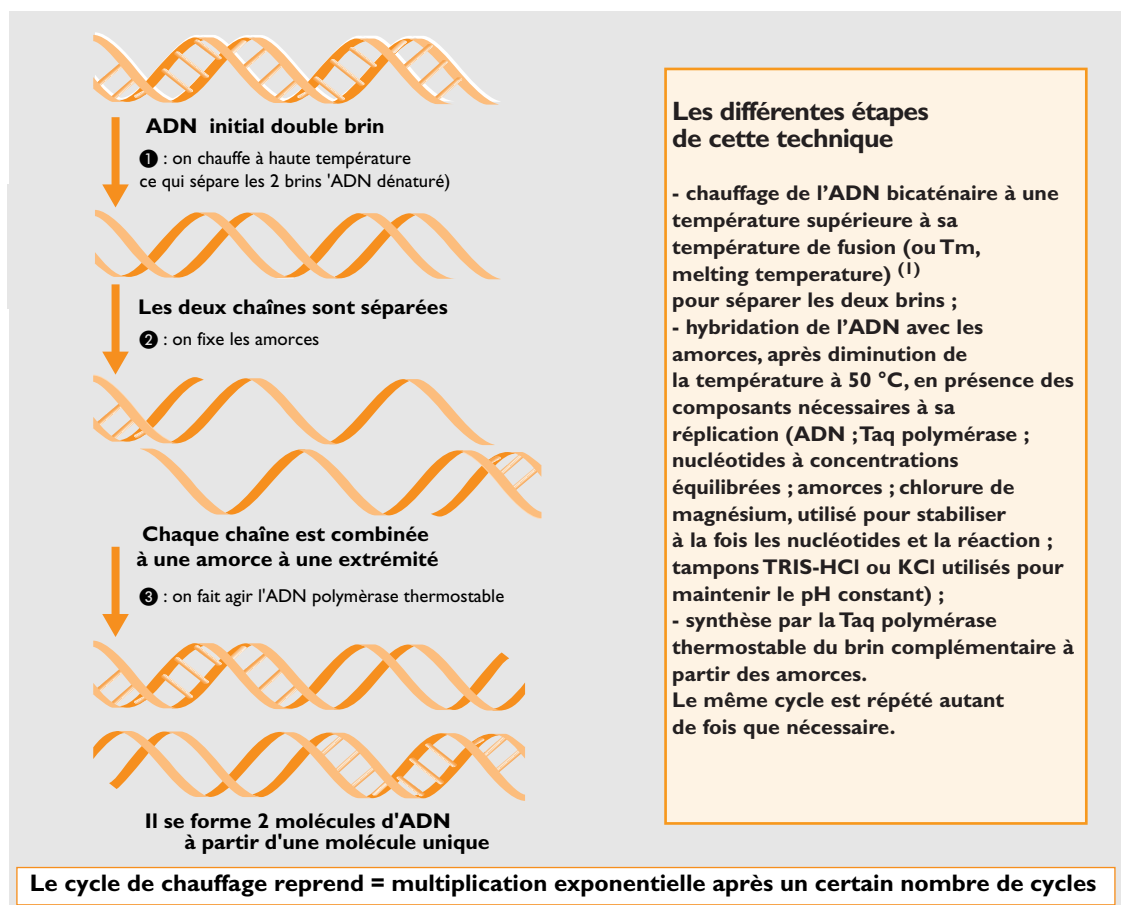 ADN initial double brin
❶ : on chauffe à haute température
ce qui sépare les 2 brins 'ADN dénaturé)
Les deux chaînes sont séparées
❷ : on fixe les amorces
Chaque chaîne est combinée
à une amorce à une extrémité
❸ : on fait agir l'ADN polymèrase thermostable
Il se forme 2 molécules d'ADN
à partir d'une molécule unique
Les différentes étapes
de cette technique
- chauffage de l’ADN bicaténaire à une
température supérieure à sa
température de fusion (ou Tm,
melting temperature) (1)
pour séparer les deux brins ;
- hybridation de l’ADN avec les
amorces, après diminution de
la température à 50 °C, en présence des
composants nécessaires à sa
réplication (ADN ; Taq polymérase ;
nucléotides à concentrations
équilibrées ; amorces ; chlorure de
magnésium, utilisé pour stabiliser
à la fois les nucléotides et la réaction ;
tampons TRIS-HCl ou KCl utilisés pour
maintenir le pH constant) ;
- synthèse par la Taq polymérase
thermostable du brin complémentaire à
partir des amorces.
Le même cycle est répété autant
de fois que nécessaire.
Le cycle de chauffage reprend = multiplication exponentielle après un certain nombre de cycles